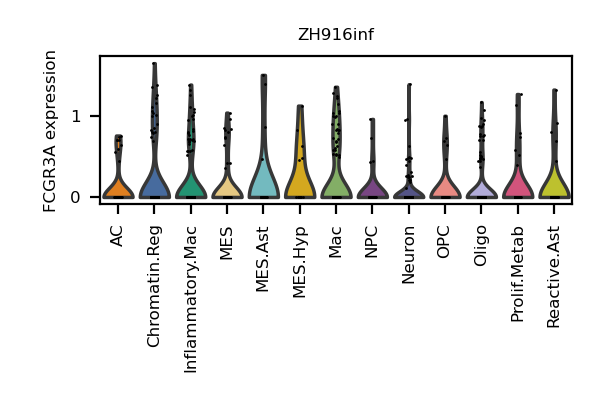 ZH916inf
FCGR3A expression
1
0
AC
Chromatin.Reg
Inflammatory.Mac
MES
MES.Ast
MES.Hyp
Mac
NPC
Neuron
OPC
Oligo
Prolif.Metab
Reactive.Ast